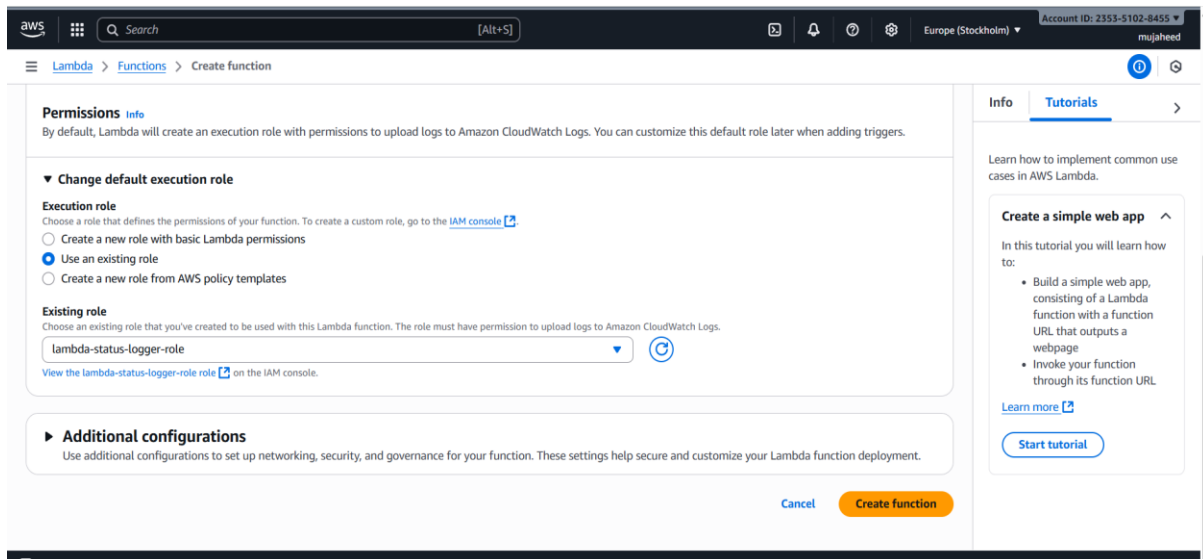 aws
Search
[Alt+S]
Europe (Stockholm) ▼
Account ID: 2353-5102-8455 ▼
mujaheed
Lambda > Functions > Create function
Permissions Info
By default, Lambda will create an execution role with permissions to upload logs to Amazon CloudWatch Logs. You can customize this default role later when adding triggers.
▼ Change default execution role
Execution role
Choose a role that defines the permissions of your function. To create a custom role, go to the IAM console.
Create a new role with basic Lambda permissions
Use an existing role
Create a new role from AWS policy templates
Existing role
Choose an existing role that you've created to be used with this Lambda function. The role must have permission to upload logs to Amazon CloudWatch Logs.
lambda-status-logger-role
View the lambda-status-logger-role role on the IAM console.
▶ Additional configurations
Use additional configurations to set up networking, security, and governance for your function. These settings help secure and customize your Lambda function deployment.
Cancel
Create function
Info
Tutorials
Learn how to implement common use
cases in AWS Lambda.
Create a simple web app
In this tutorial you will learn how
to:
• Build a simple web app,
consisting of a Lambda
function with a function
URL that outputs a
webpage
• Invoke your function
through its function URL
Learn more
Start tutorial